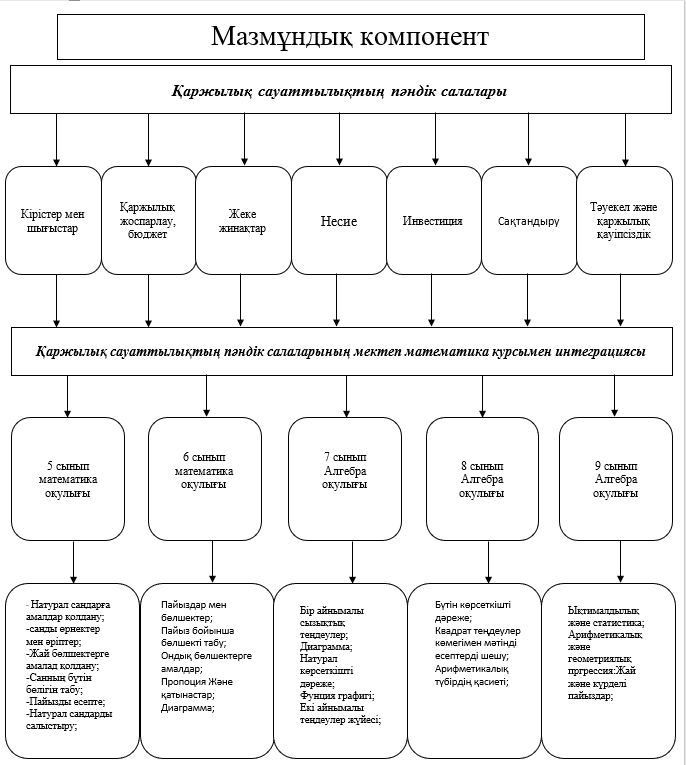 Мазмұндық компонент
Қаржылық сауаттылықтың пәндік салалары
Кірістер мен
шығыстар
Қаржылық
жоспарлау,
бюджет
Жеке
жинақтар
Несие
Инвестиция
Сақтандыру
Тәуекел және
қаржылық
қауіпсіздік
Қаржылық сауаттылықтың пәндік салаларының мектеп математика курсымен интеграциясы
5 сынып
математика
оқулығы
6 сынып
математика
оқулығы
7 сынып
Алгебра
оқулығы
8 сынып
Алгебра
оқулығы
9 сынып
Алгебра
оқулығы
- Натурал сандарға
амалдар қолдану;
-санды өрнектер
мен әріптер;
-Жай бөлшектерге
амалад қолдану;
-Санның бүтін
бөлігін табу;
-Пайызды есепте;
-Натурал сандарды
салыстыру;
Пайыздар мен
бөлшектер;
Пайыз бойынша
бөлшекті табу;
Ондық бөлшектерге
амалдар;
Пропоция Және
қатынастар;
Диаграмма;
Бір айнымалы
сызықтық
теңдеулер;
Диаграмма;
Натурал
көрсеткішті
дәреже;
Фунция графигі;
Екі айнымалы
теңдеулер жүйесі;
Бүтін көрсеткішті
дәреже;
Квадрат теңдеулер
көмегімен мәтінді
есептерді шешу;
Арифметикалық
түбірдің қасиеті;
Ықтималдылық
және статистика;
Арифметикалық
және
геометриялық
пргрессия:Жай
және күрделі
пайыздар;